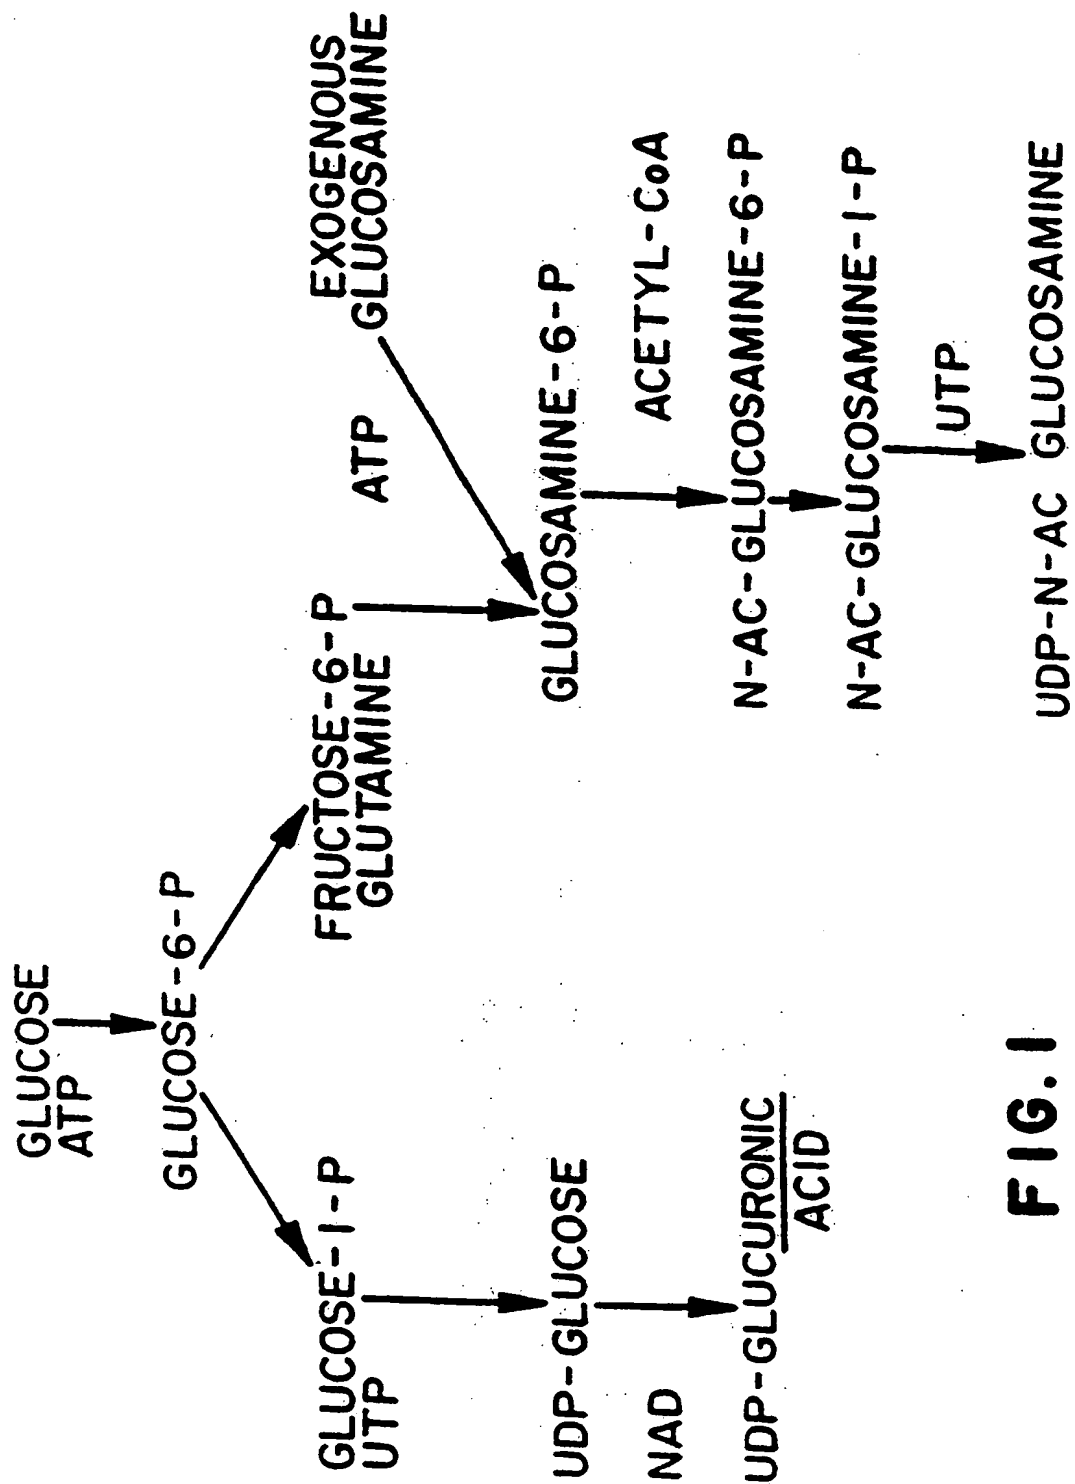 GLUCOSE
ATP
GLUCOSE-6-P
GLUCOSE-1-P
UTP
FRUCTOSE-6-P
GLUTAMINE
ATP
EXOGENOUS
GLUCOSAMINE
UDP-GLUCOSE
GLUCOSAMINE-6-P
NAD
ACETYL-CoA
UDP-GLUCURONIC
ACID
N-AC-GLUCOSAMINE-6-P
N-AC-GLUCOSAMINE-1-P
UTP
UDP-N-AC GLUCOSAMINE
FIG. 1